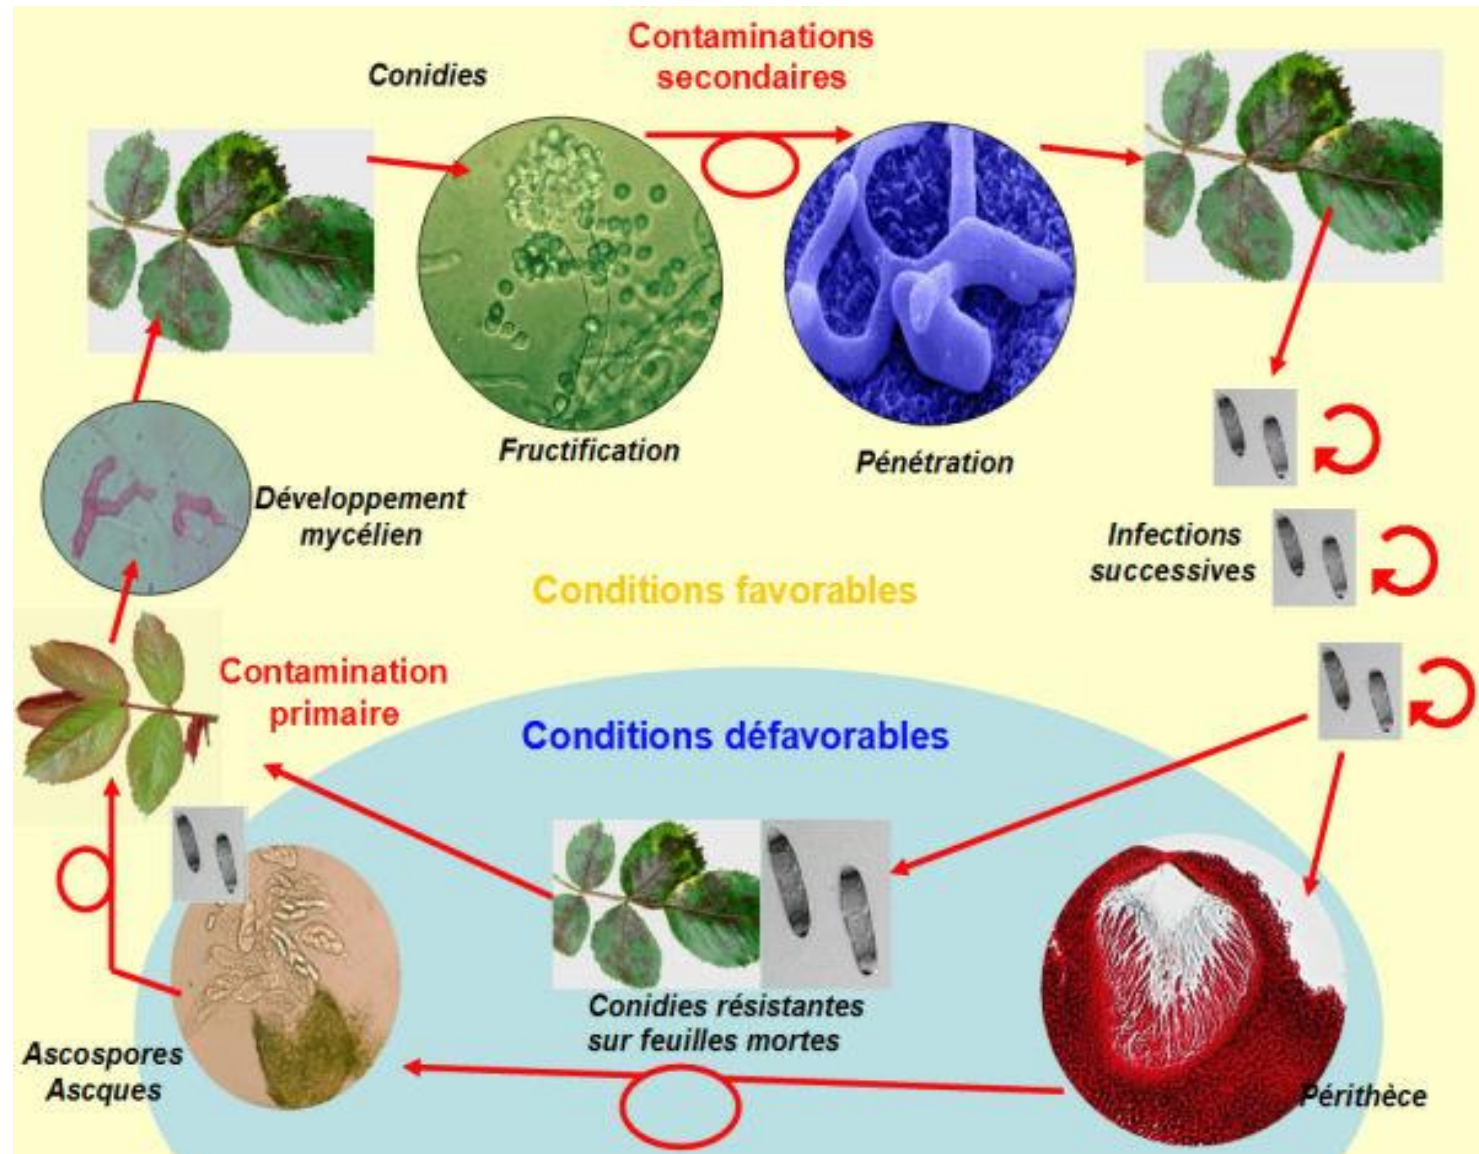 Contaminations
secondaires
Conidies
Fructification
Pénétration
Développement
mycélien
Infections
successives
Conditions favorables
Contamination
primaire
Conditions défavorables
Conidies résistantes
sur feuilles mortes
Ascospores
Ascques
Périthèce